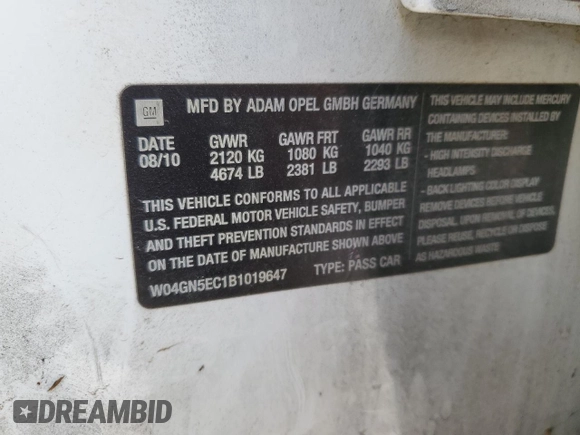 GM
MFD BY ADAM OPEL GMBH GERMANY
DATE GVWR GAWR FRT GAWR RR
08/10 2120 KG 1080 KG 1040 KG
4674 LB 2381 LB 2293 LB
THIS VEHICLE CONFORMS TO ALL APPLICABLE
U.S. FEDERAL MOTOR VEHICLE SAFETY, BUMPER
AND THEFT PREVENTION STANDARDS IN EFFECT
ON THE DATE OF MANUFACTURE SHOWN ABOVE
W04GN5EC1B1019647 TYPE: PASS CAR
THIS VEHICLE MAY INCLUDE MERCURY
CONTAINING DEVICES INSTALLED BY
THE MANUFACTURER:
- HIGH INTENSITY DISCHARGE
HEADLAMPS
- BACK LIGHTING COLOR DISPLAY
REMOVE DEVICES BEFORE VEHICLE
DISPOSAL. UPON REMOVAL OF DEVICES,
PLEASE REUSE, RECYCLE OR DISPOSE
AS HAZARDOUS WASTE.
DREAMBID